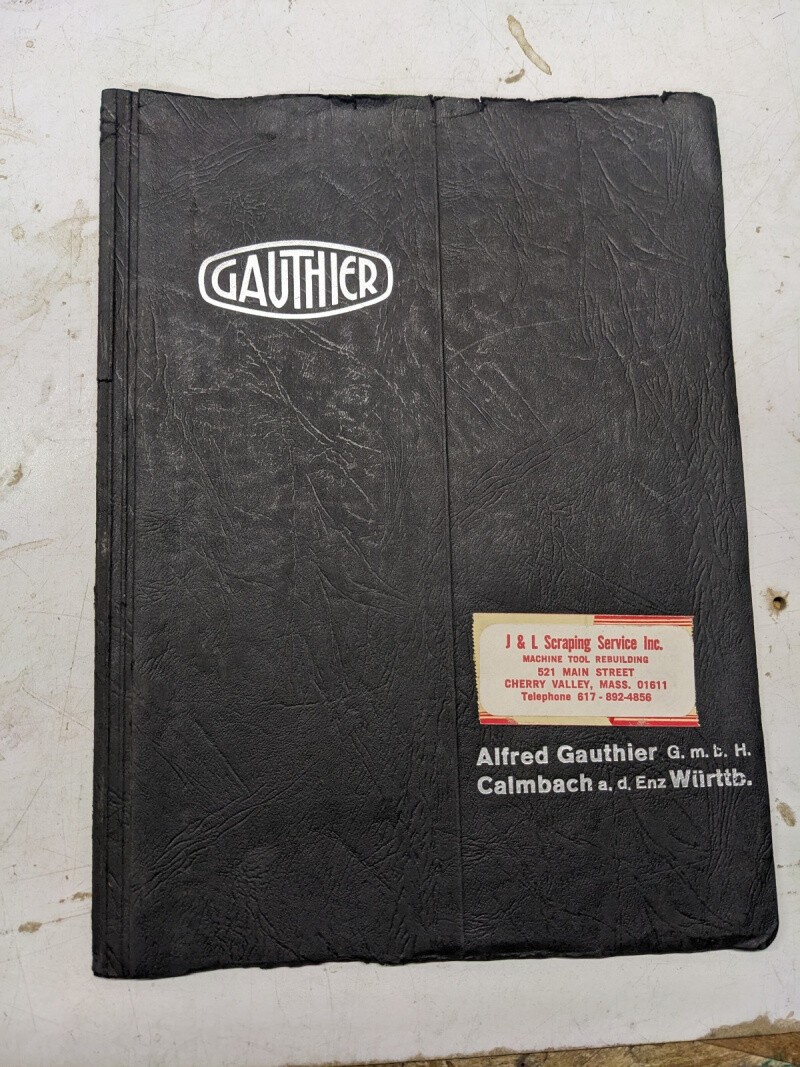 GAUTHIER
J & L Scraping Service Inc.
MACHINE TOOL REBUILDING
521 MAIN STREET
CHERRY VALLEY, MASS. 01611
Telephone 617-892-4856
Alfred Gauthier G. m. b. H.
Calmbach a. d. Enz Württb.